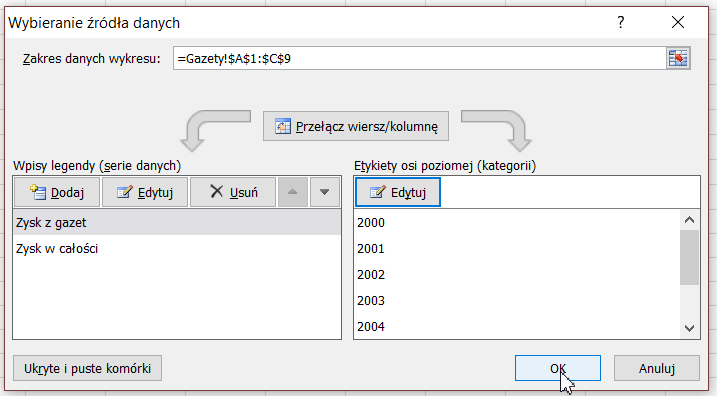 Wybieranie źródła danych
? ×
Zakres danych wykresu: =Gazety!$A$1:$C$9
Przełącz wiersz/kolumnę
Wpisy legendy (serie danych)
Dodaj Edytuj Usuń
Zysk z gazet
Zysk w całości
Etykiety osi poziomej (kategorii)
Edytuj
2000
2001
2002
2003
2004
Ukryte i puste komórki
OK Anuluj